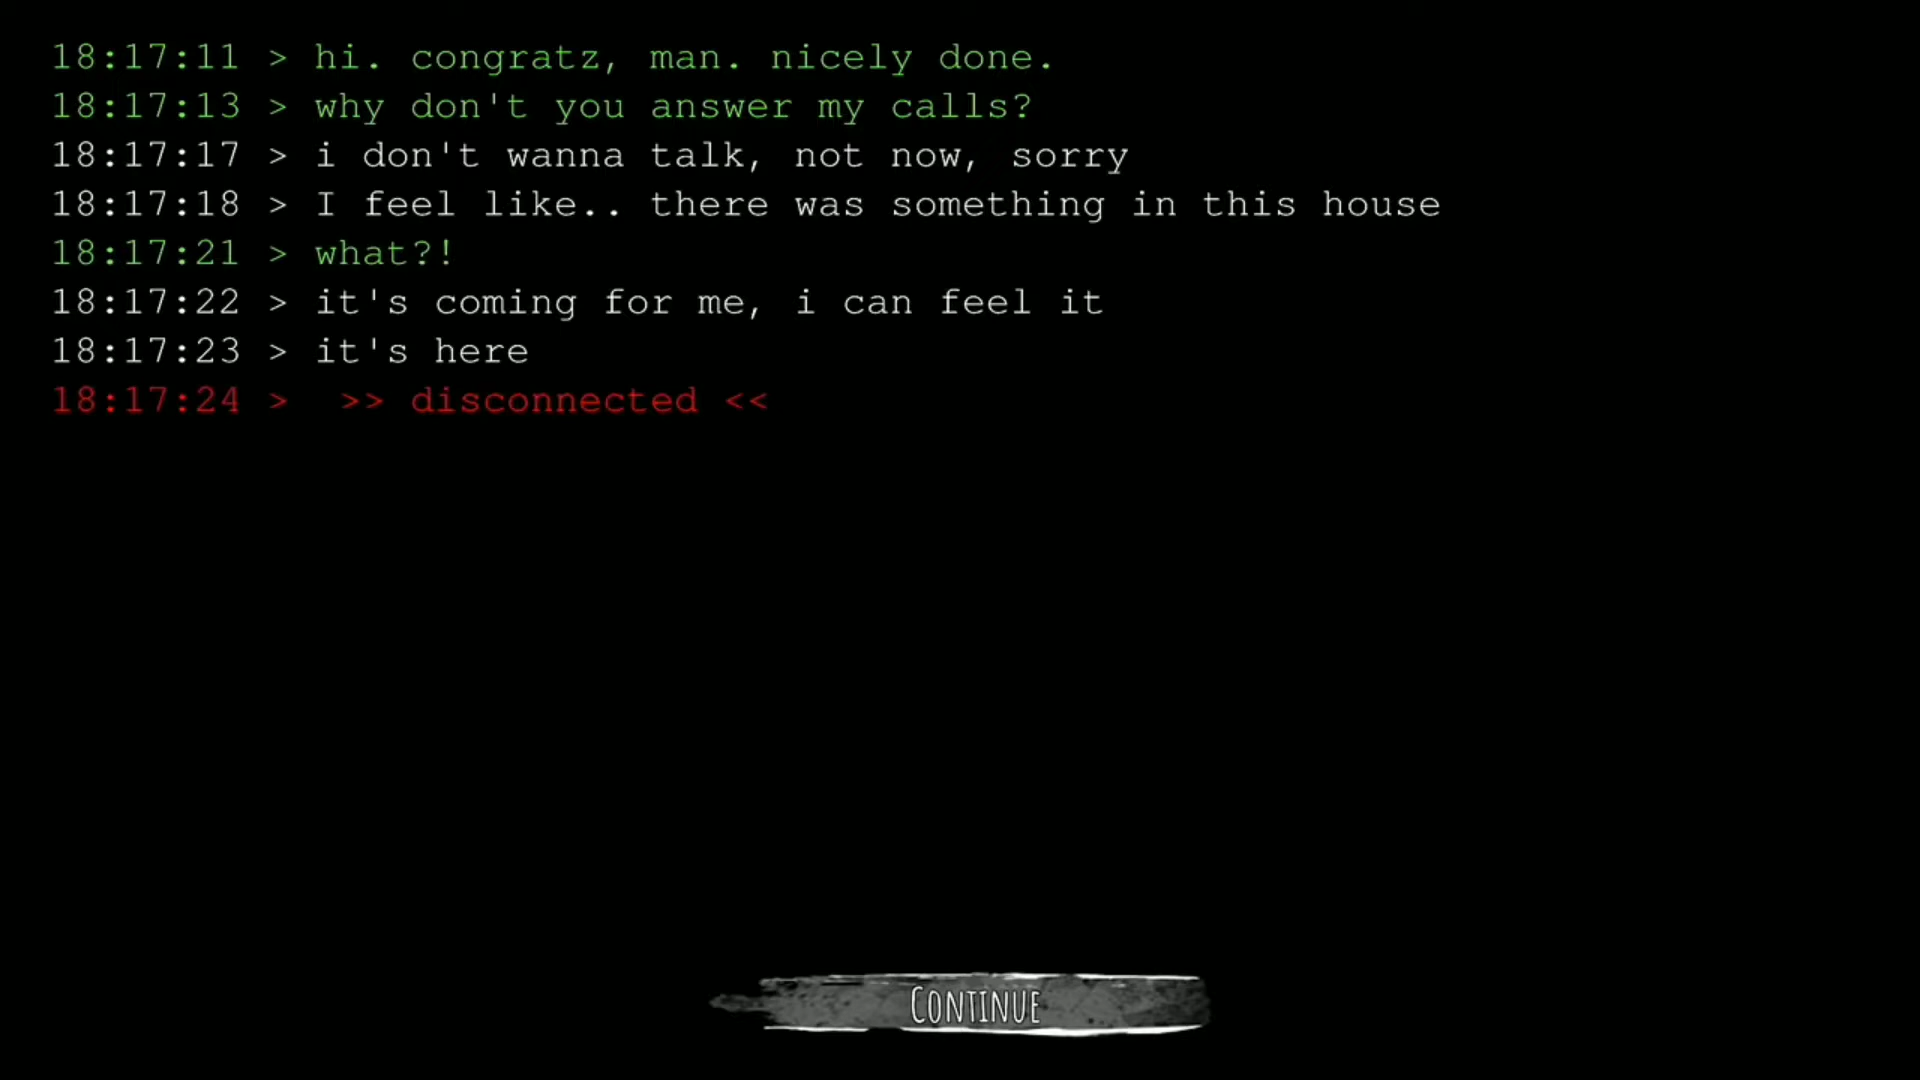 18:17:11 > hi. congratz, man. nicely done.
18:17:13 > why don't you answer my calls?
18:17:17 > i don't wanna talk, not now, sorry
18:17:18 > I feel like.. there was something in this house
18:17:21 > what?!
18:17:22 > it's coming for me, i can feel it
18:17:23 > it's here
18:17:24 >  >> disconnected <<
CONTINUE